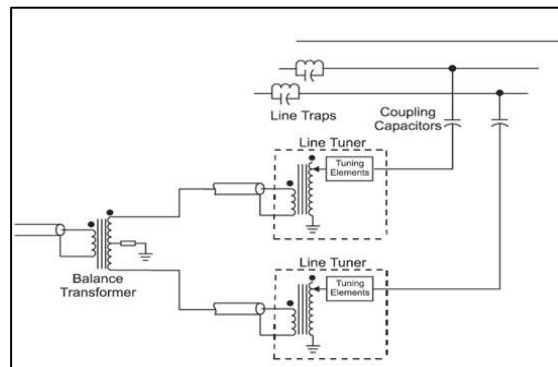 Line Traps
Coupling
Capacitors
Line Tuner
Tuning
Elements
Balance
Transformer
Line Tuner
Tuning
Elements